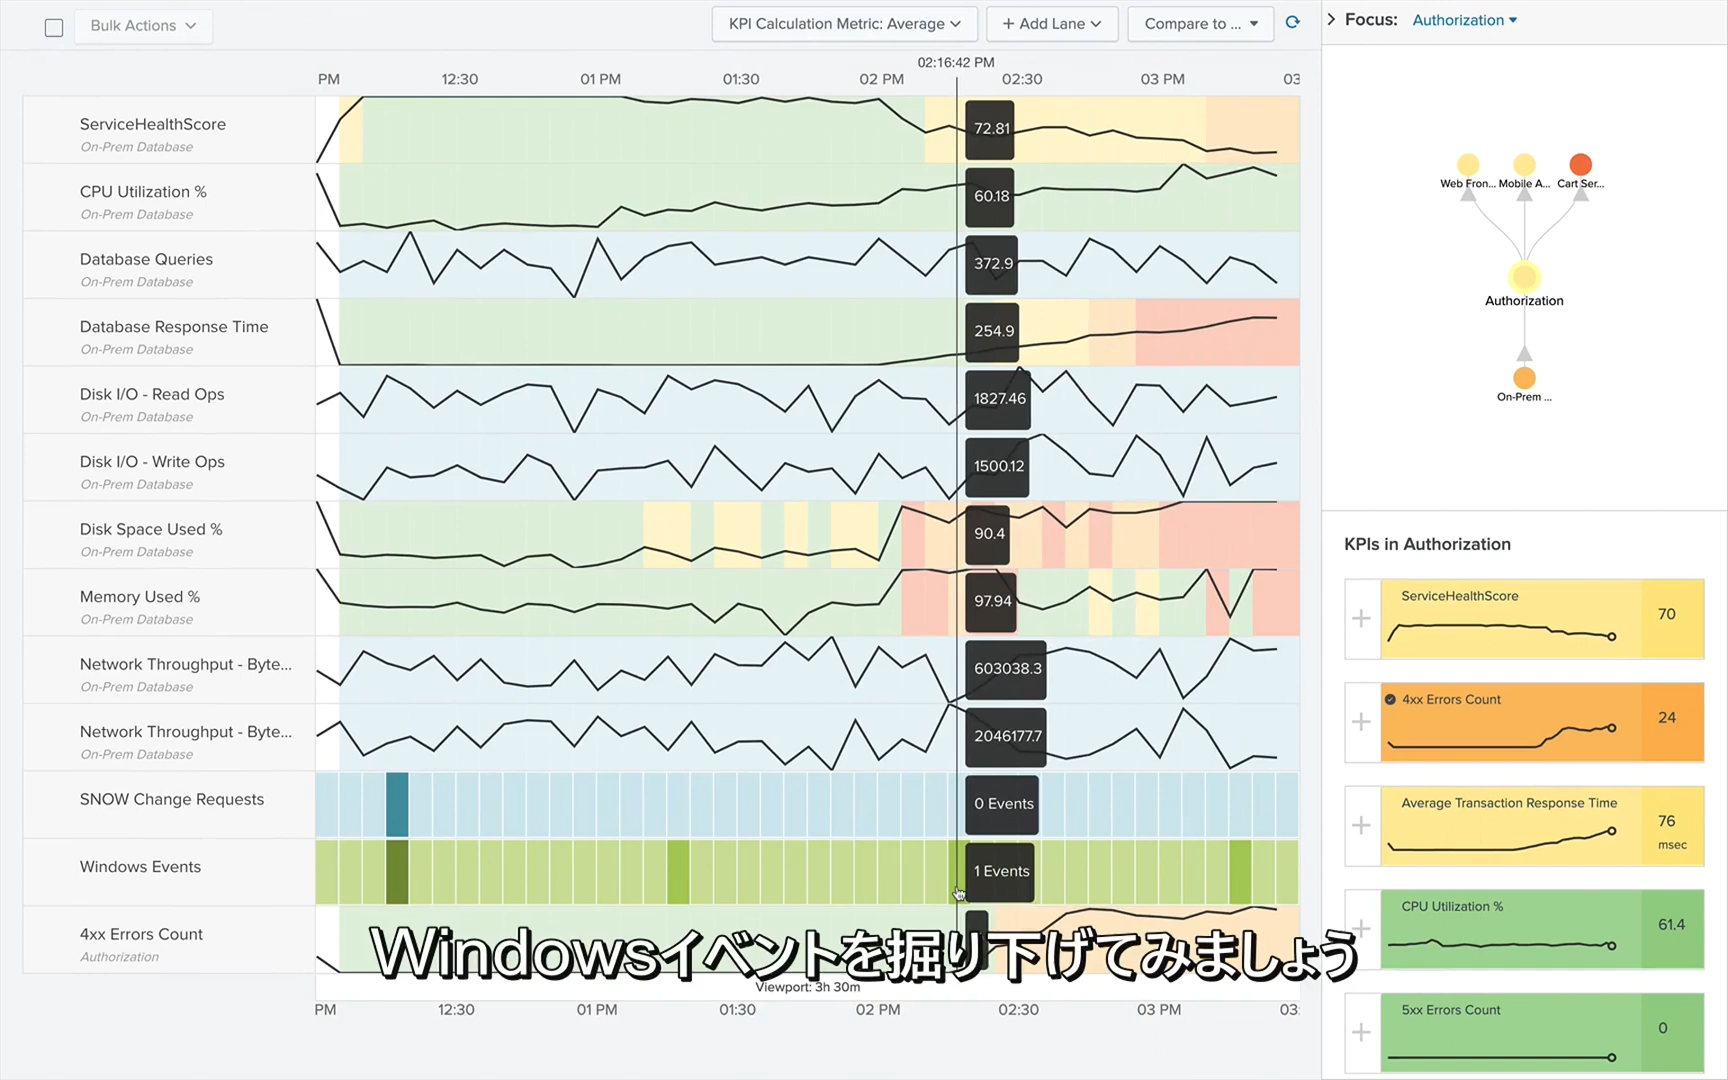 Bulk Actions
KPI Calculation Metric: Average
+ Add Lane
Compare to ...
Focus: Authorization
02:16:42 PM
PM 12:30 01 PM 01:30 02 PM 02:30 03 PM 03
ServiceHealthScore
On-Prem Database
72.81
CPU Utilization %
On-Prem Database
60.18
Database Queries
On-Prem Database
372.9
Database Response Time
On-Prem Database
254.9
Disk I/O - Read Ops
On-Prem Database
1827.46
Disk I/O - Write Ops
On-Prem Database
1500.12
Disk Space Used %
On-Prem Database
90.4
Memory Used %
On-Prem Database
97.94
Network Throughput - Byte...
On-Prem Database
603038.3
Network Throughput - Byte...
On-Prem Database
2046177.7
SNOW Change Requests
0 Events
Windows Events
1 Events
4xx Errors Count
Authorization
Windowsイベントを掘り下げてみましょう
Viewport: 3h 30m
PM 12:30 01 PM 01:30 02 PM 02:30 03 PM 03:
Web Fron... Mobile A... Cart Ser...
Authorization
On-Prem ...
KPIs in Authorization
ServiceHealthScore
70
4xx Errors Count
24
Average Transaction Response Time
76
msec
CPU Utilization %
61.4
5xx Errors Count
0